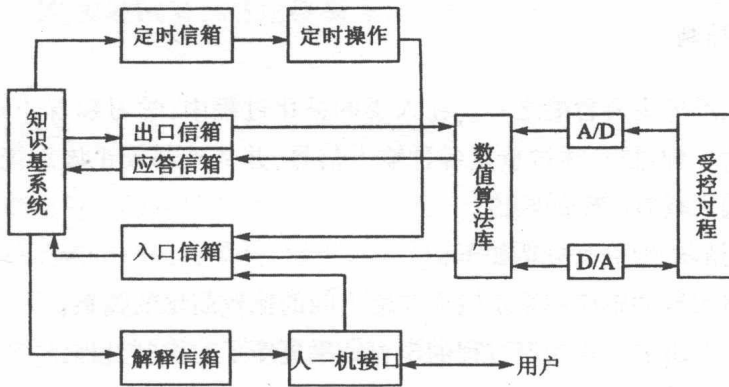 定时信箱
定时操作
知识基系统
出口信箱
应答信箱
数值算法库
A/D
受控过程
入口信箱
D/A
解释信箱
人一机接口
用户